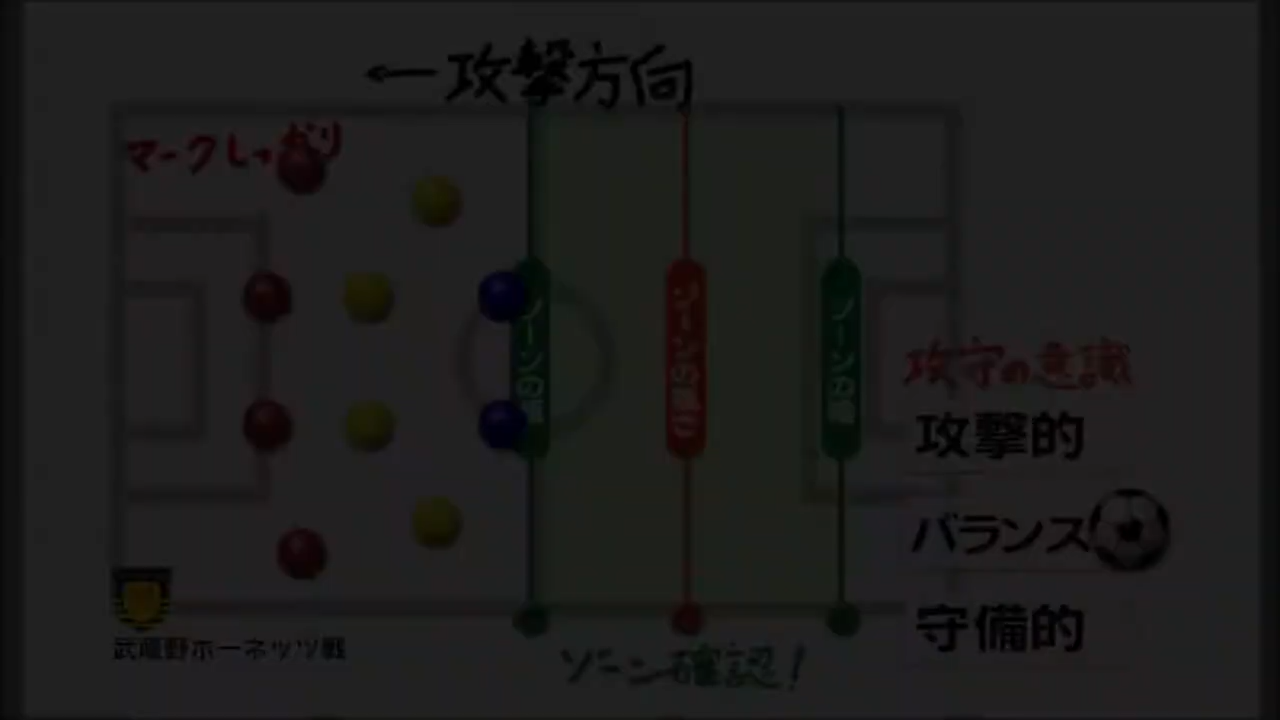 ←攻撃方向
マークしっかり
ゾーンの幅
ゾーンの高さ
ゾーンの幅
攻守の意識
攻撃的
バランス
守備的
武蔵野ホーネッツ戦
ゾーン確認!